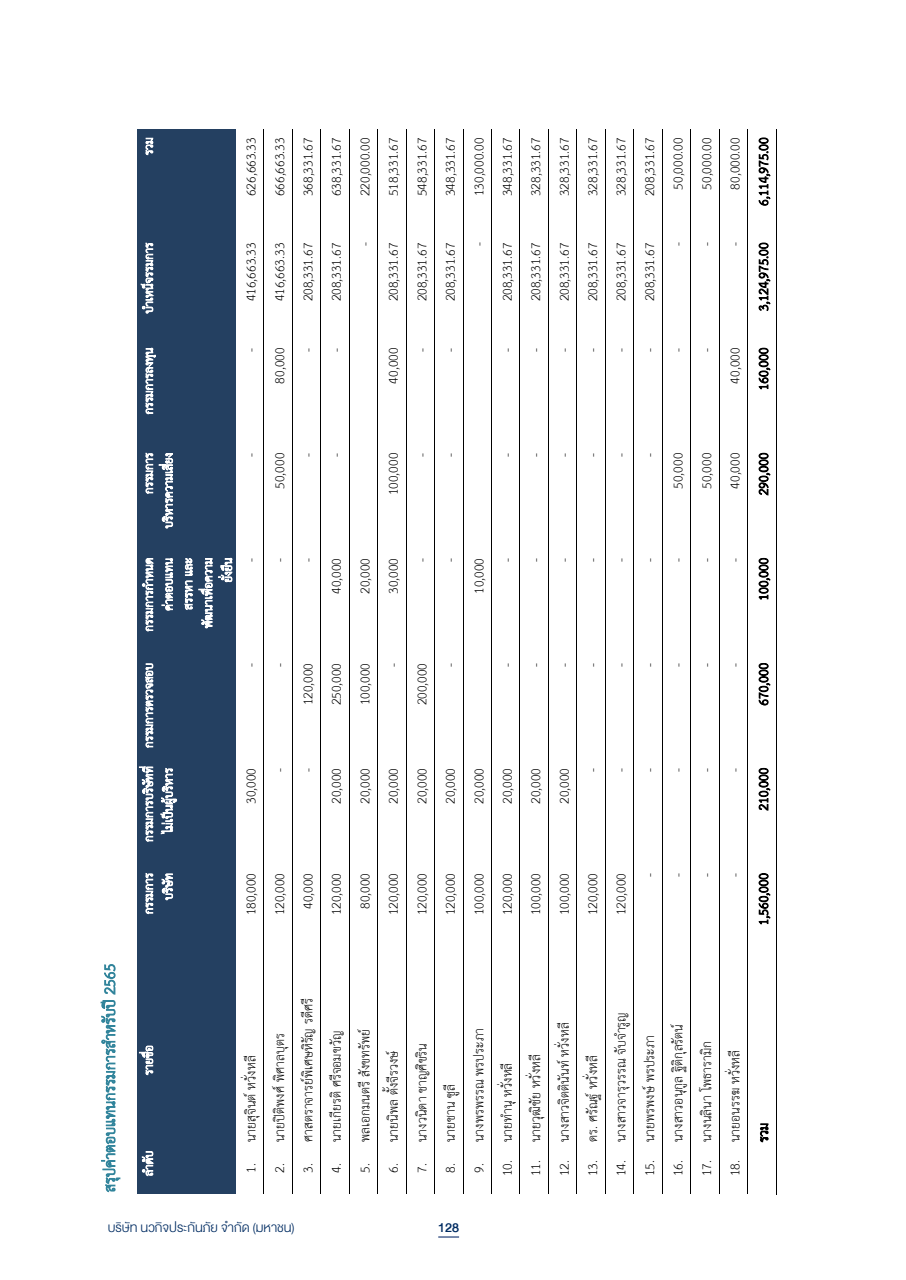 สรุปค่าตอบแทนกรรมการสำหรับปี 2565
ลำดับ รายชื่อ กรรมการบริษัท กรรมการบริษัทที่ไม่เป็นผู้บริหาร กรรมการตรวจสอบ กรรมการกำหนดค่าตอบแทน สรรหา และพัฒนาเพื่อความยั่งยืน กรรมการบริหารความเสี่ยง กรรมการลงทุน บำเหน็จกรรมการ รวม
1. นายสุจินต์ หวั่งหลี 180,000 30,000 - - - - 416,663.33 626,663.33
2. นายปิติพงศ์ พิศาลบุตร 120,000 - - - 50,000 80,000 416,663.33 666,663.33
3. ศาสตราจารย์พิเศษหิรัญ รดีศรี 40,000 - 120,000 - - - 208,331.67 368,331.67
4. นายเกียรติ ศรีจอมขวัญ 120,000 20,000 250,000 40,000 - - 208,331.67 638,331.67
5. พลเอกมนตรี สังขทรัพย์ 80,000 20,000 100,000 20,000 - 220,000.00
6. นายนิพล ตั้งจีรวงษ์ 120,000 20,000 - 30,000 100,000 40,000 208,331.67 518,331.67
7. นางวนิดา ชาญศิขริน 120,000 20,000 200,000 - - - 208,331.67 548,331.67
8. นายชาน ซูลี 120,000 20,000 - - - - 208,331.67 348,331.67
9. นางพรพรรณ พรประภา 100,000 20,000 10,000 - 130,000.00
10. นายทำนุ หวั่งหลี 120,000 20,000 - - - - 208,331.67 348,331.67
11. นายวุฒิชัย หวั่งหลี 100,000 20,000 - - - - 208,331.67 328,331.67
12. นางสาวจิตตินันท์ หวั่งหลี 100,000 20,000 - - - - 208,331.67 328,331.67
13. ดร. ศรัณฐ์ หวั่งหลี 120,000 - - - - - 208,331.67 328,331.67
14. นางสาวจารุวรรณ จับจำรูญ 120,000 - - - - - 208,331.67 328,331.67
15. นายพรพงษ์ พรประภา - - - - - - 208,331.67 208,331.67
16. นางสาวอนุกูล ฐิติกุลรัตน์ - - - - 50,000 - - 50,000.00
17. นางนลินา โพธารามิก - - - - 50,000 - - 50,000.00
18. นายอนรรฆ หวั่งหลี - - - - 40,000 40,000 - 80,000.00
รวม 1,560,000 210,000 670,000 100,000 290,000 160,000 3,124,975.00 6,114,975.00
บริษัท นวกิจประกันภัย จำกัด (มหาชน)
128